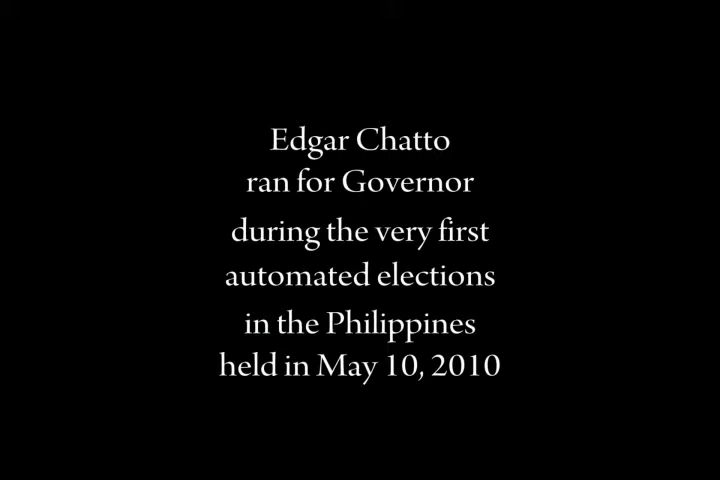 Edgar Chatto
ran for Governor
during the very first
automated elections
in the Philippines
held in May 10, 2010